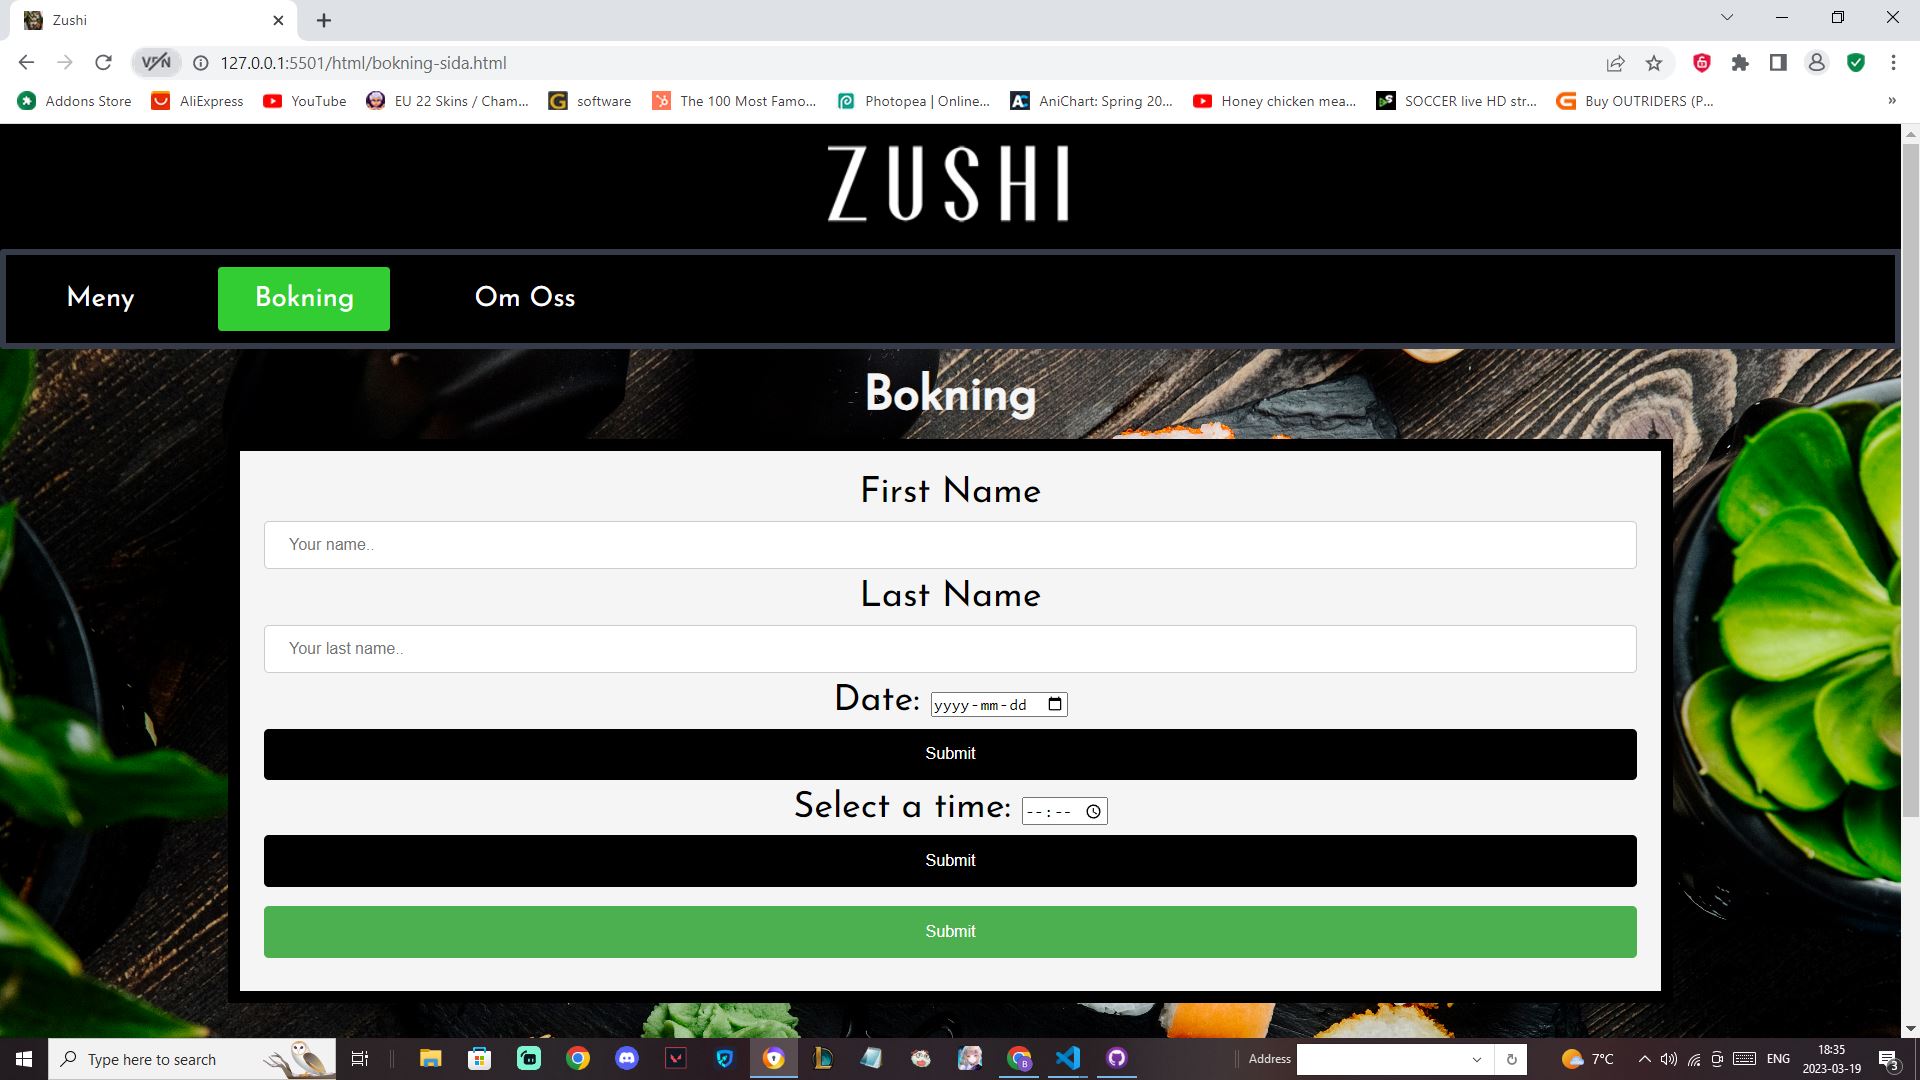 Zushi
VPN
127.0.0.1:5501/html/bokning-sida.html
Addons Store AliExpress YouTube EU 22 Skins / Cham... software The 100 Most Famo... Photopea | Online... AniChart: Spring 20... Honey chicken mea... SOCCER live HD str... Buy OUTRIDERS (P... »
ZUSHI
Meny Bokning Om Oss
Bokning
First Name
Your name..
Last Name
Your last name..
Date: yyyy-mm-dd
Submit
Select a time: --:--
Submit
Submit
Type here to search Address 7°C ENG 18:35
2023-03-19 3